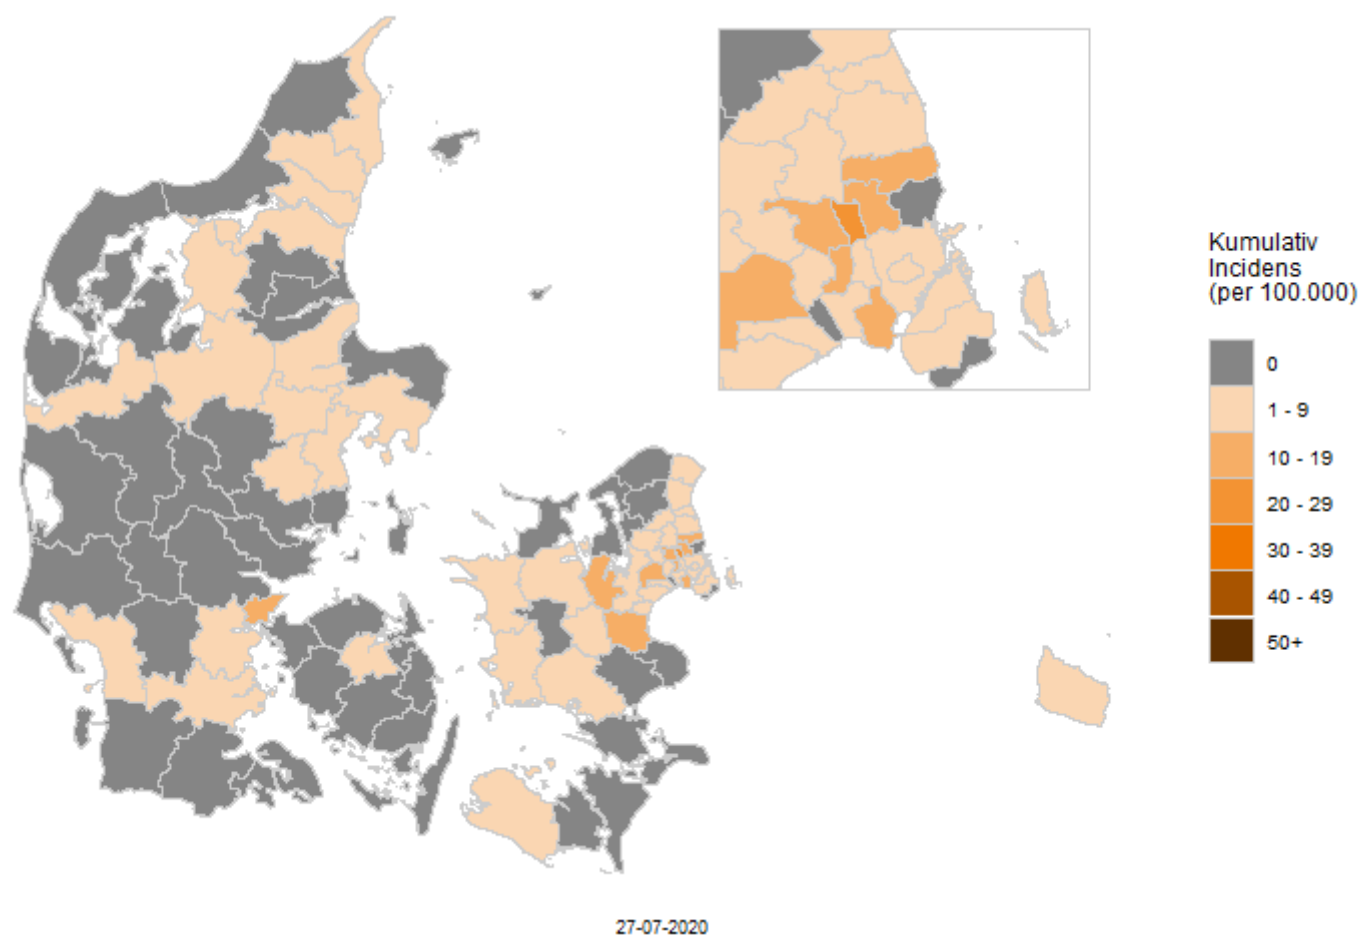 Kumulativ
Incidens
(per 100.000)
0
1 - 9
10 - 19
20 - 29
30 - 39
40 - 49
50+
27-07-2020